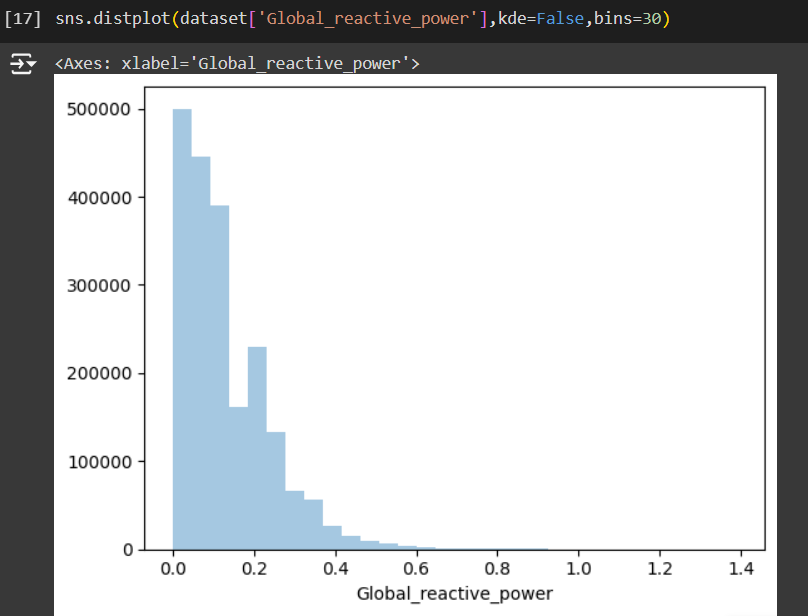 [17] sns.distplot(dataset['Global_reactive_power'],kde=False,bins=30)
<Axes: xlabel='Global_reactive_power'>
500000
400000
300000
200000
100000
0
0.0 0.2 0.4 0.6 0.8 1.0 1.2 1.4
Global_reactive_power